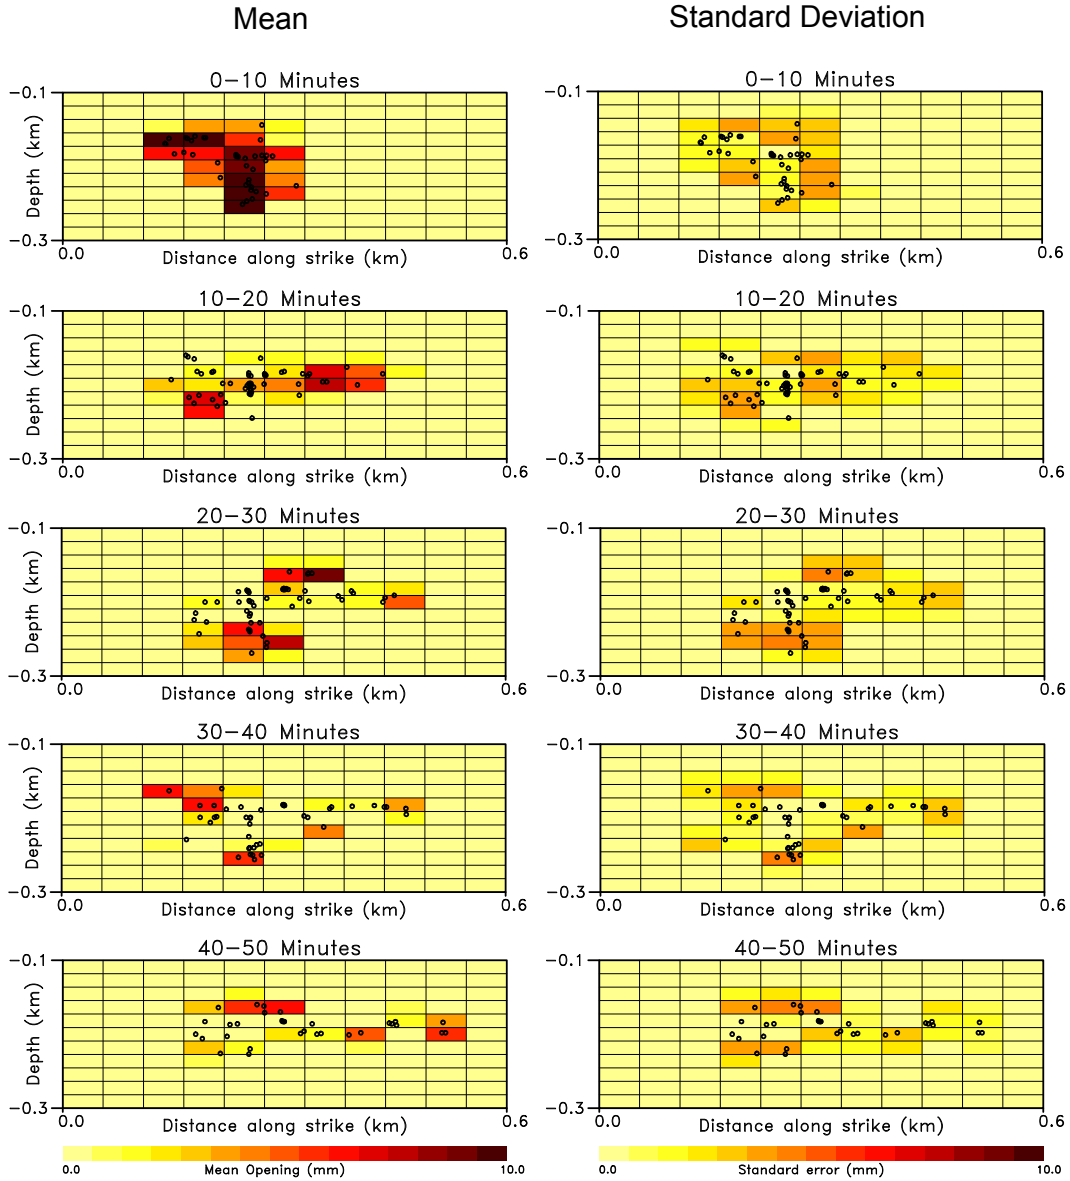 Mean Standard Deviation
0-10 Minutes 0-10 Minutes
-0.1 -0.1
Depth (km)
-0.3 -0.3
0.0 Distance along strike (km) 0.6 0.0 Distance along strike (km) 0.6
10-20 Minutes 10-20 Minutes
-0.1 -0.1
Depth (km)
-0.3 -0.3
0.0 Distance along strike (km) 0.6 0.0 Distance along strike (km) 0.6
20-30 Minutes 20-30 Minutes
-0.1 -0.1
Depth (km)
-0.3 -0.3
0.0 Distance along strike (km) 0.6 0.0 Distance along strike (km) 0.6
30-40 Minutes 30-40 Minutes
-0.1 -0.1
Depth (km)
-0.3 -0.3
0.0 Distance along strike (km) 0.6 0.0 Distance along strike (km) 0.6
40-50 Minutes 40-50 Minutes
-0.1 -0.1
Depth (km)
-0.3 -0.3
0.0 Distance along strike (km) 0.6 0.0 Distance along strike (km) 0.6
0.0 Mean Opening (mm) 10.0 0.0 Standard error (mm) 10.0